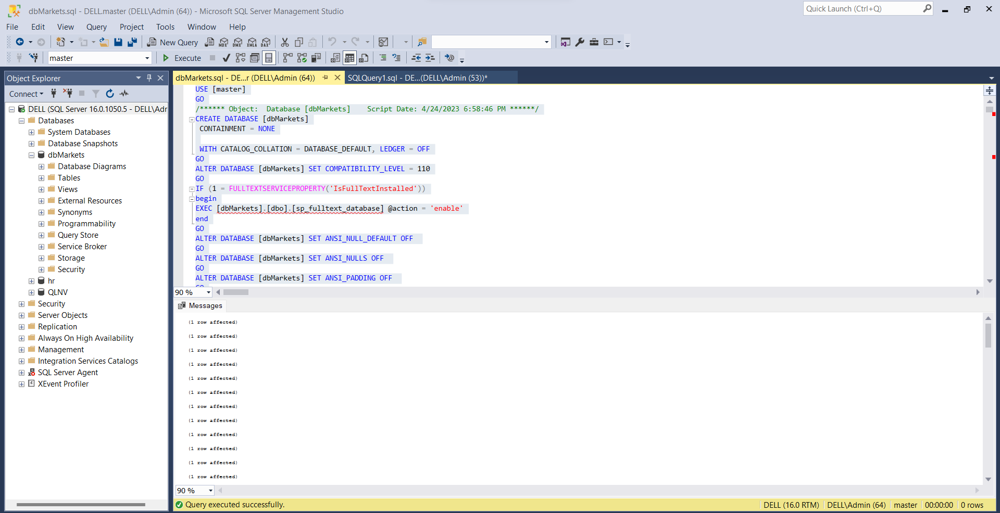 dbMarkets.sql - DELL.master (DELL\Admin (64)) - Microsoft SQL Server Management Studio
Quick Launch (Ctrl+Q)
File Edit View Query Project Tools Window Help
New Query MDX DMX XMLA DAX
master Execute
Object Explorer
Connect
DELL (SQL Server 16.0.1050.5 - DELL\Adr
Databases
System Databases
Database Snapshots
dbMarkets
Database Diagrams
Tables
Views
External Resources
Synonyms
Programmability
Query Store
Service Broker
Storage
Security
hr
QLNV
Security
Server Objects
Replication
Always On High Availability
Management
Integration Services Catalogs
SQL Server Agent
XEvent Profiler
dbMarkets.sql - DE...r (DELL\Admin (64)) SQLQuery1.sql - DE...(DELL\Admin (53))*
USE [master]
GO
/****** Object:  Database [dbMarkets]    Script Date: 4/24/2023 6:58:46 PM ******/
CREATE DATABASE [dbMarkets]
CONTAINMENT = NONE
WITH CATALOG_COLLATION = DATABASE_DEFAULT, LEDGER = OFF
GO
ALTER DATABASE [dbMarkets] SET COMPATIBILITY_LEVEL = 110
GO
IF (1 = FULLTEXTSERVICEPROPERTY('IsFullTextInstalled'))
begin
EXEC [dbMarkets].[dbo].[sp_fulltext_database] @action = 'enable'
end
GO
ALTER DATABASE [dbMarkets] SET ANSI_NULL_DEFAULT OFF
GO
ALTER DATABASE [dbMarkets] SET ANSI_NULLS OFF
GO
ALTER DATABASE [dbMarkets] SET ANSI_PADDING OFF
GO
90 %
Messages
(1 row affected)
(1 row affected)
(1 row affected)
(1 row affected)
(1 row affected)
(1 row affected)
(1 row affected)
(1 row affected)
(1 row affected)
(1 row affected)
(1 row affected)
(1 row affected)
90 %
Query executed successfully. DELL (16.0 RTM) DELL\Admin (64) master 00:00:00 0 rows